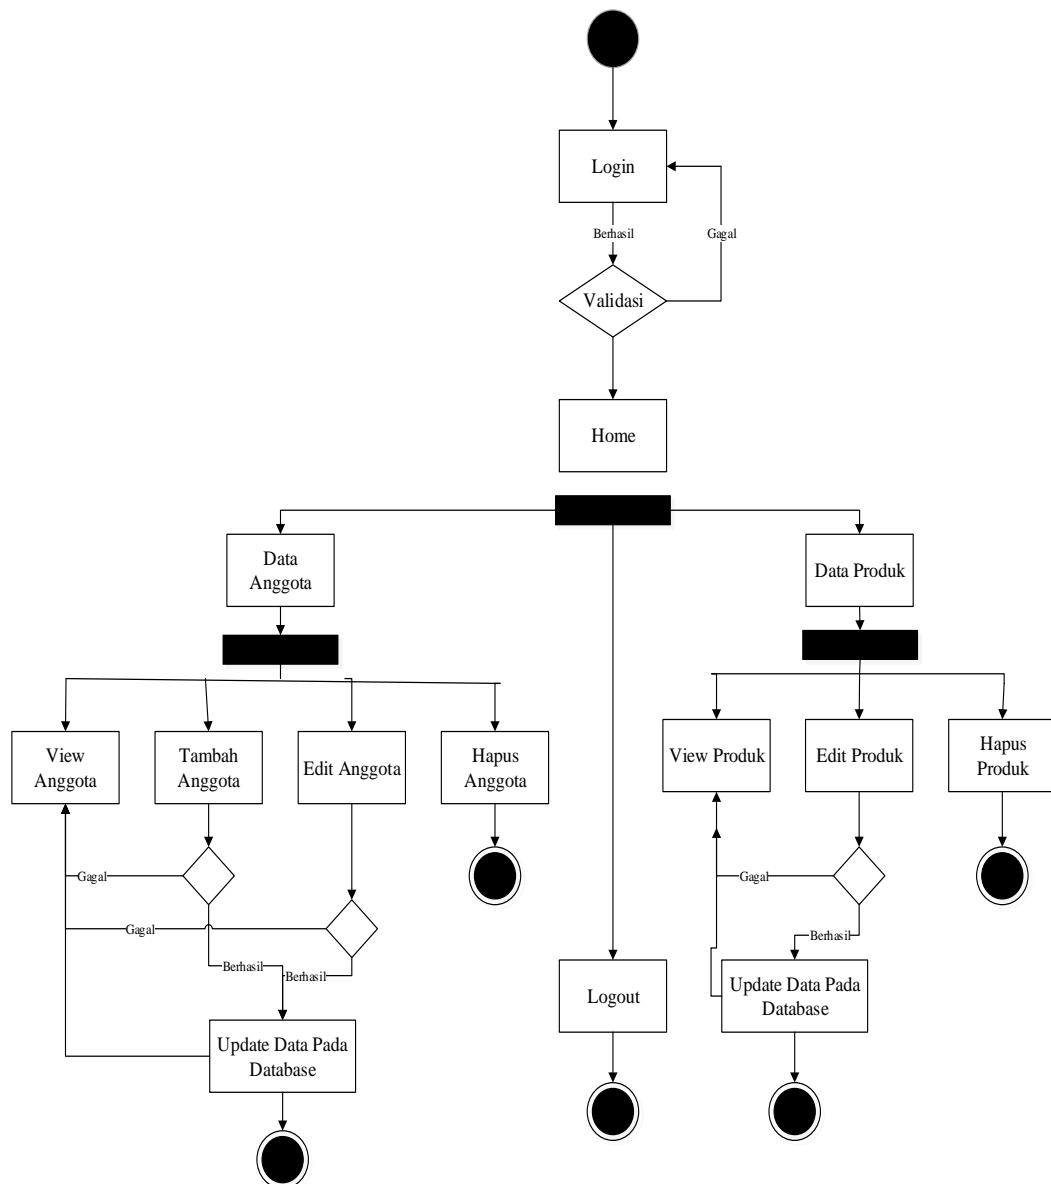 Login
Berhasil
Gagal
Validasi
Home
Data
Anggota
Data Produk
View
Anggota
Tambah
Anggota
Edit Anggota
Hapus
Anggota
View Produk
Edit Produk
Hapus
Produk
Gagal
Gagal
Berhasil
Berhasil
Gagal
Berhasil
Update Data Pada
Database
Logout
Update Data Pada
Database